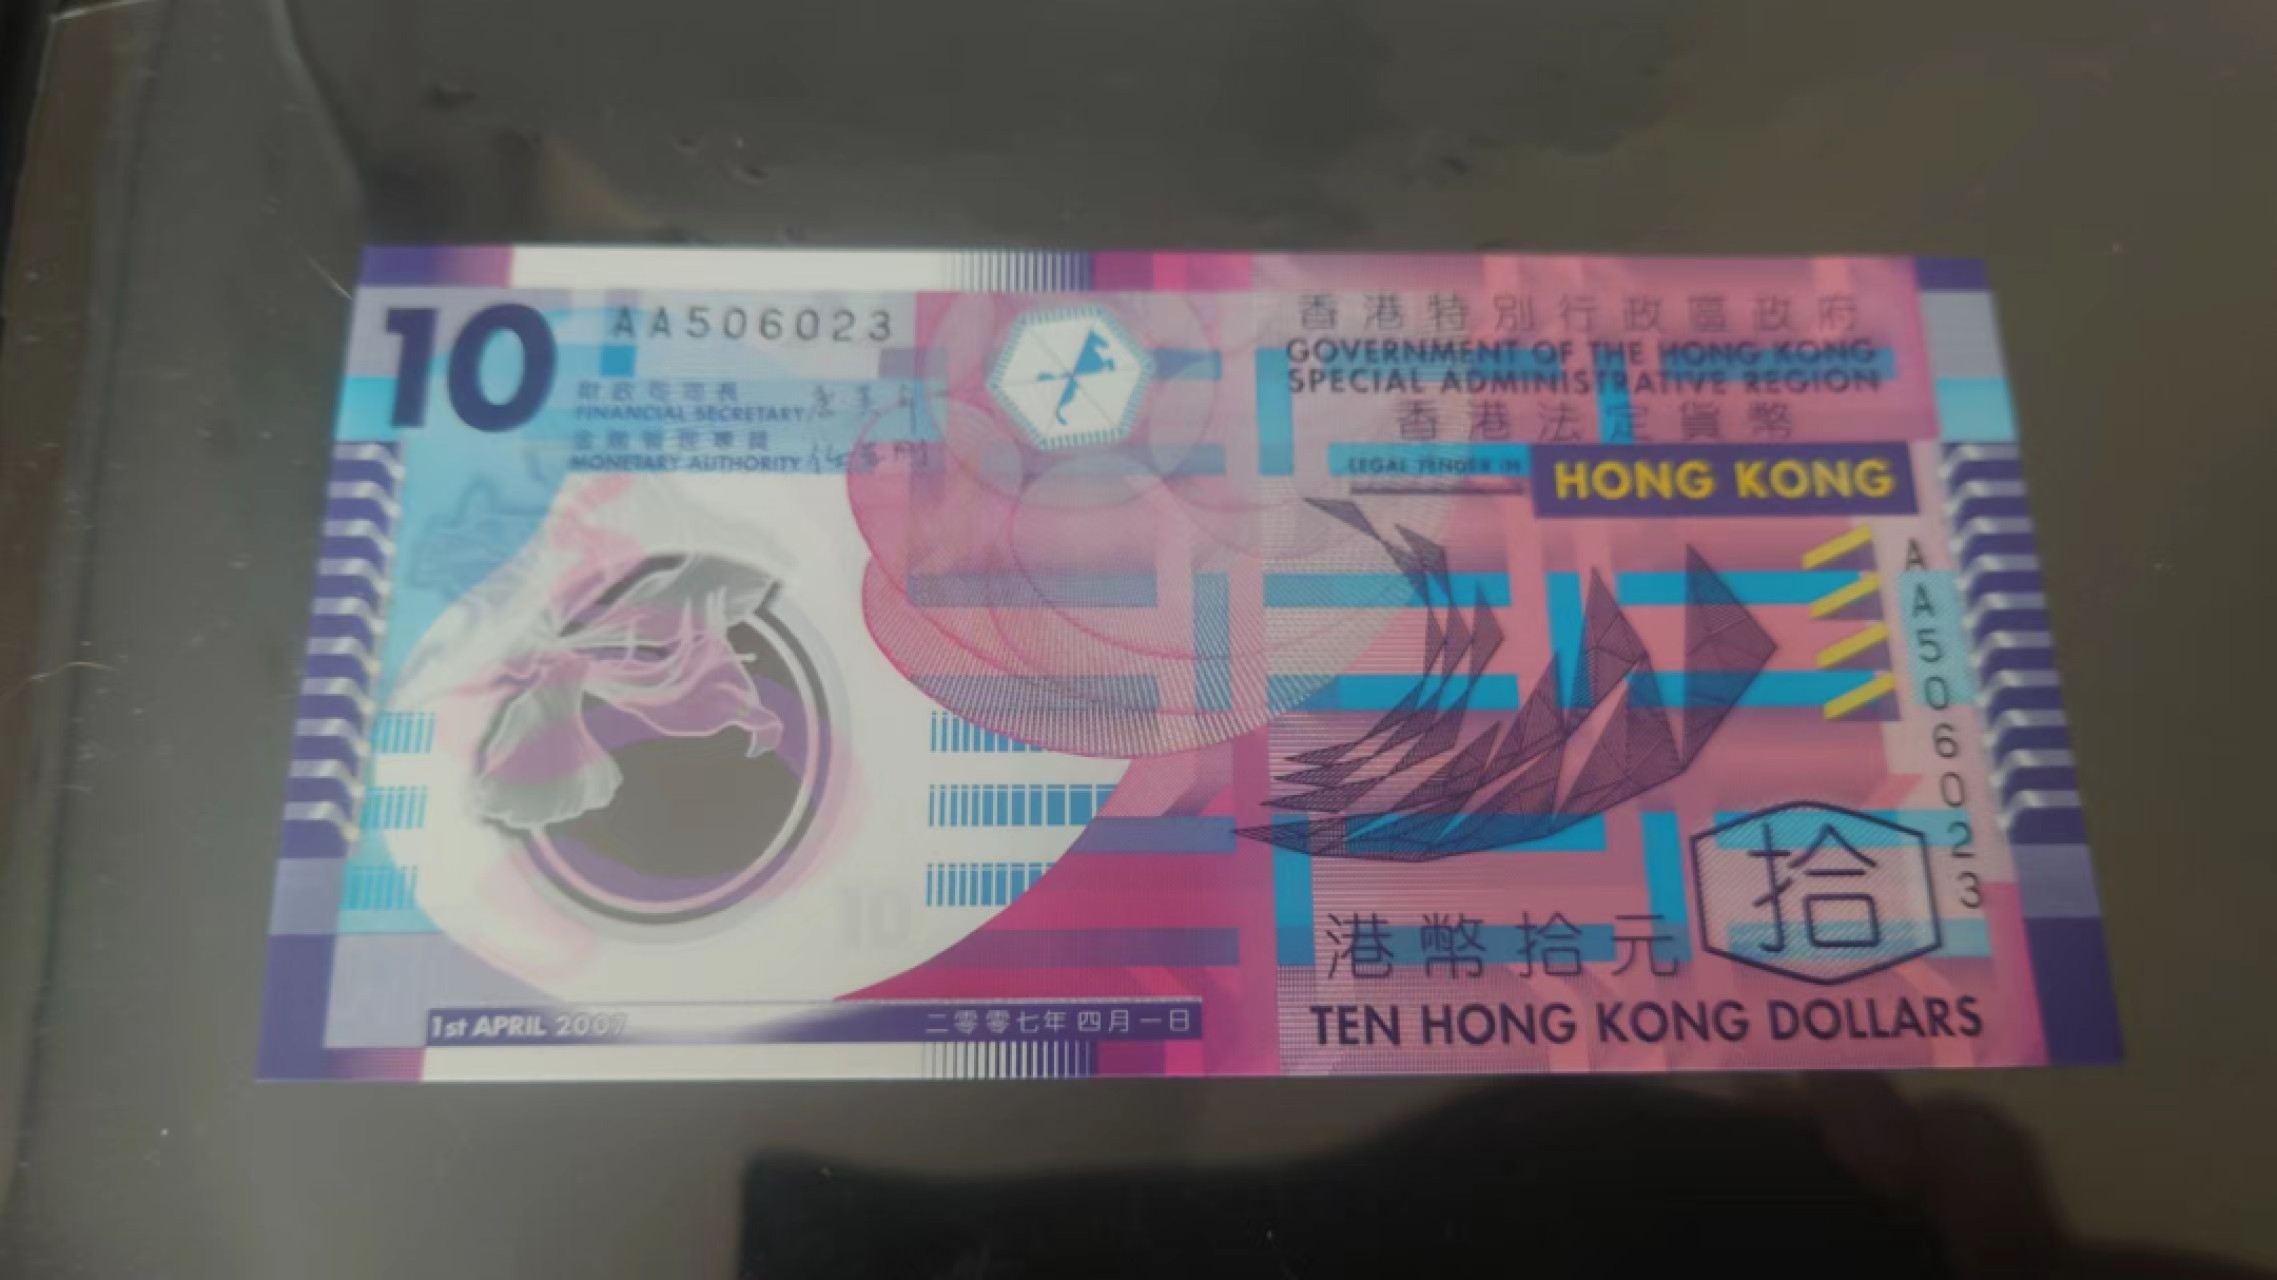 10
AA506023
財政司司長
FINANCIAL SECRETARY
金融管理專員
MONETARY AUTHORITY
香港特別行政區政府
GOVERNMENT OF THE HONG KONG
SPECIAL ADMINISTRATIVE REGION
香港法定貨幣
LEGAL TENDER IN
HONG KONG
AA506023
10
拾
港幣拾元
TEN HONG KONG DOLLARS
1st APRIL 2007
二零零七年四月一日